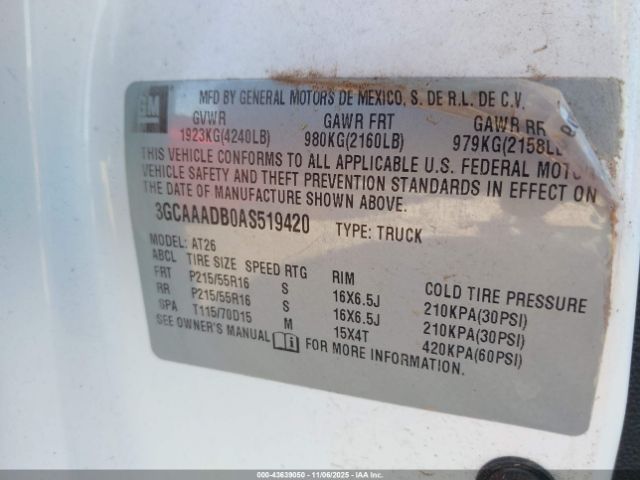 GM
MFD BY GENERAL MOTORS DE MEXICO, S. DE R.L. DE C.V.
GVWR GAWR FRT GAWR RR
1923KG(4240LB) 980KG(2160LB) 979KG(2158LB
THIS VEHICLE CONFORMS TO ALL APPLICABLE U.S. FEDERAL MOTO
VEHICLE SAFETY AND THEFT PREVENTION STANDARDS IN EFFECT ON
THE DATE OF MANUFACTURE SHOWN ABOVE.
3GCAAADB0AS519420 TYPE: TRUCK
MODEL: AT26
ABCL TIRE SIZE SPEED RTG RIM COLD TIRE PRESSURE
FRT P215/55R16 S 16X6.5J 210KPA(30PSI)
RR P215/55R16 S 16X6.5J 210KPA(30PSI)
SPA T115/70D15 M 15X4T 420KPA(60PSI)
SEE OWNER'S MANUAL FOR MORE INFORMATION.
000-43639050 11/06/2025 IAAHQ